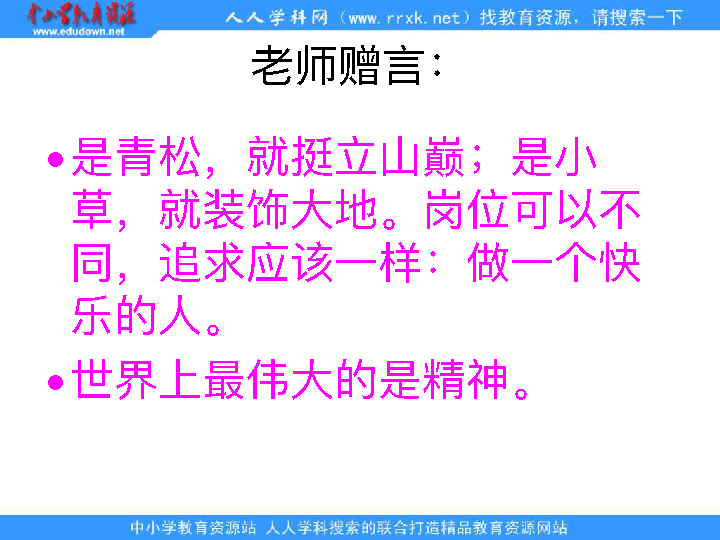 中小学教育资源
www.edudown.net
人人学科网（www.rrxk.net）找教育资源，请搜索一下
老师赠言：
•是青松，就挺立山巅；是小
草，就装饰大地。岗位可以不
同，追求应该一样：做一个快
乐的人。
•世界上最伟大的是精神。
中小学教育资源站 人人学科搜索的联合打造精品教育资源网站